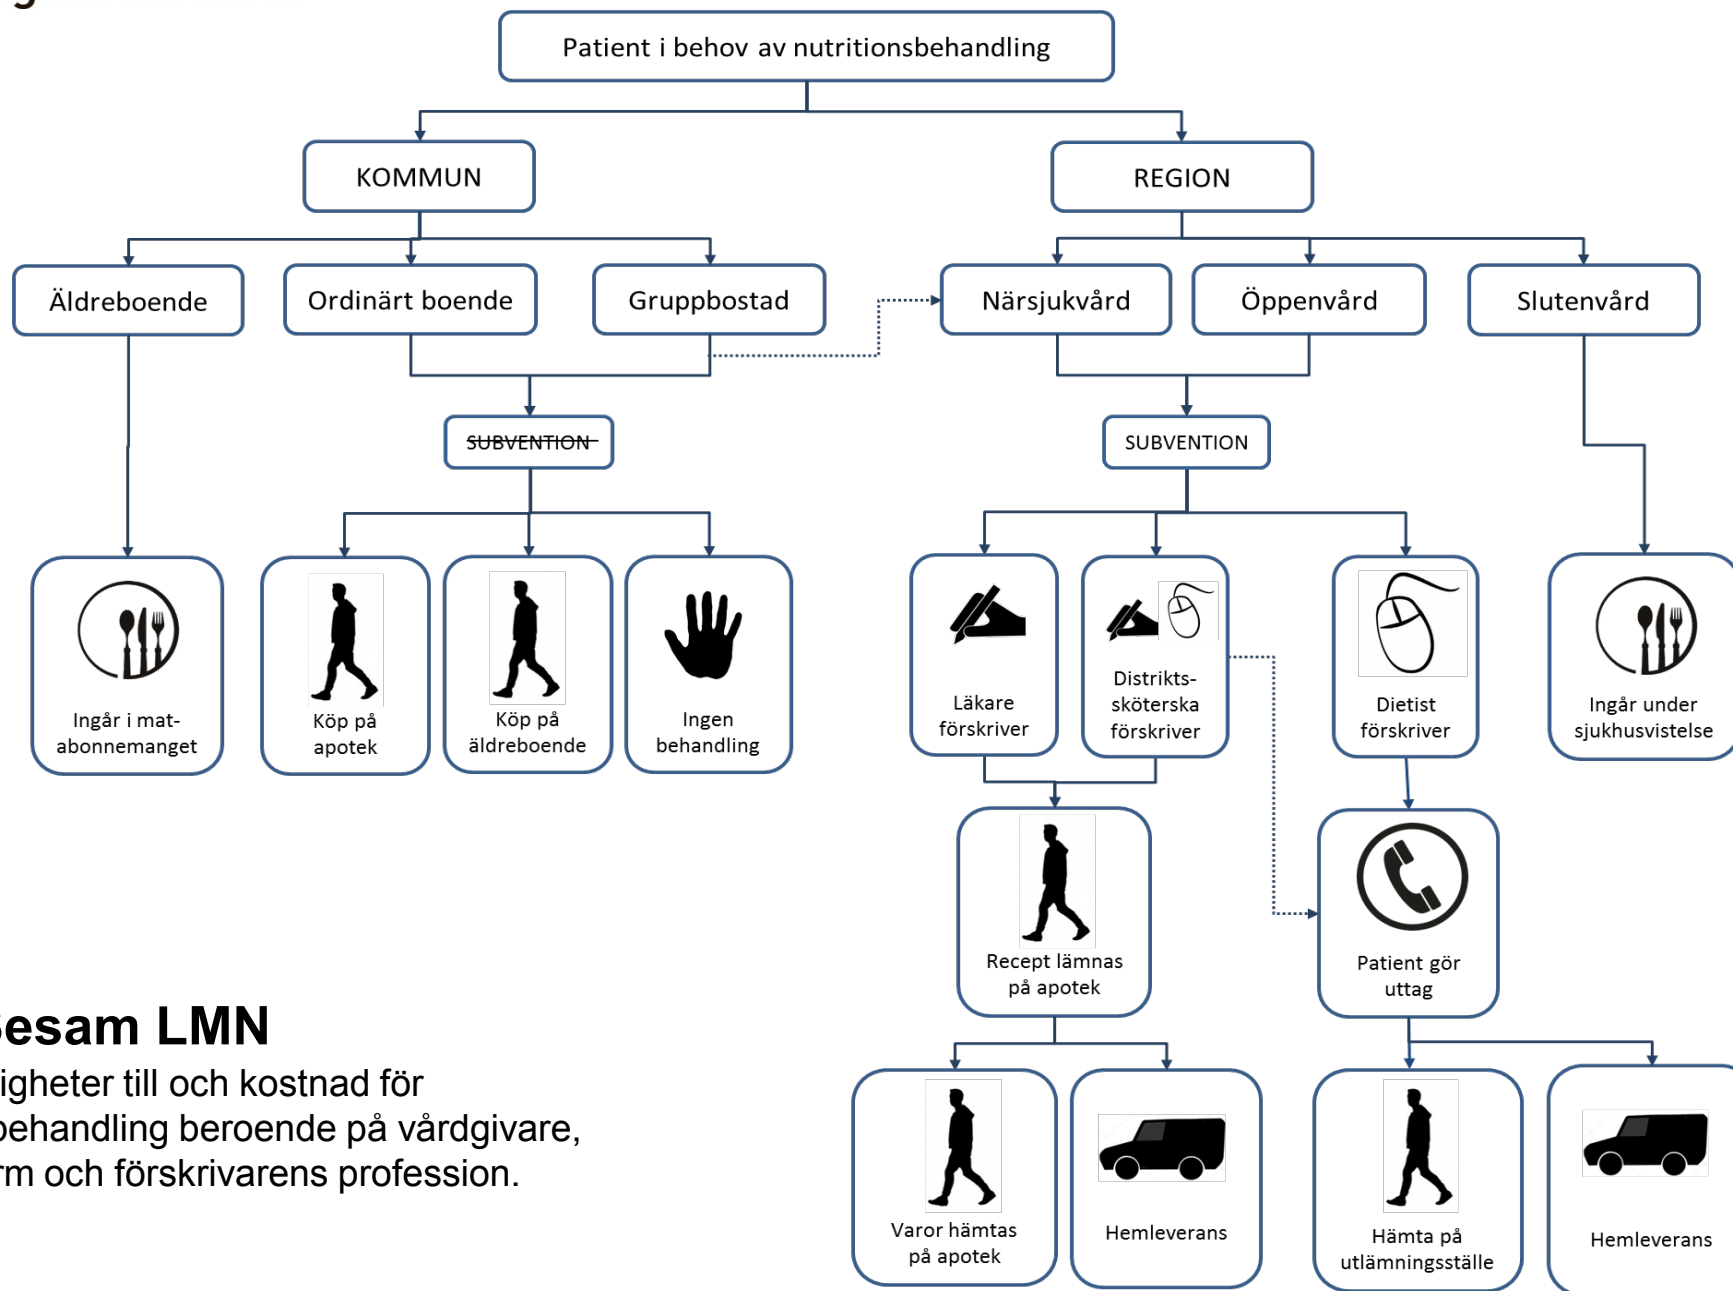 Patient i behov av nutritionsbehandling
KOMMUN
REGION
Äldreboende
Ordinärt boende
Gruppbostad
Närsjukvård
Öppenvård
Slutenvård
SUBVENTION
SUBVENTION
Ingår i mat-
abonnemanget
Köp på
apotek
Köp på
äldreboende
Ingen
behandling
Läkare
förskriver
Distrikts-
sköterska
förskriver
Dietist
förskriver
Ingår under
sjukhusvistelse
Recept lämnas
på apotek
Patient gör
uttag
Varor hämtas
på apotek
Hemleverans
Hämta på
utlämningsställe
Hemleverans
Sesam LMN
igheter till och kostnad för
behandling beroende på vårdgivare,
rm och förskrivarens profession.